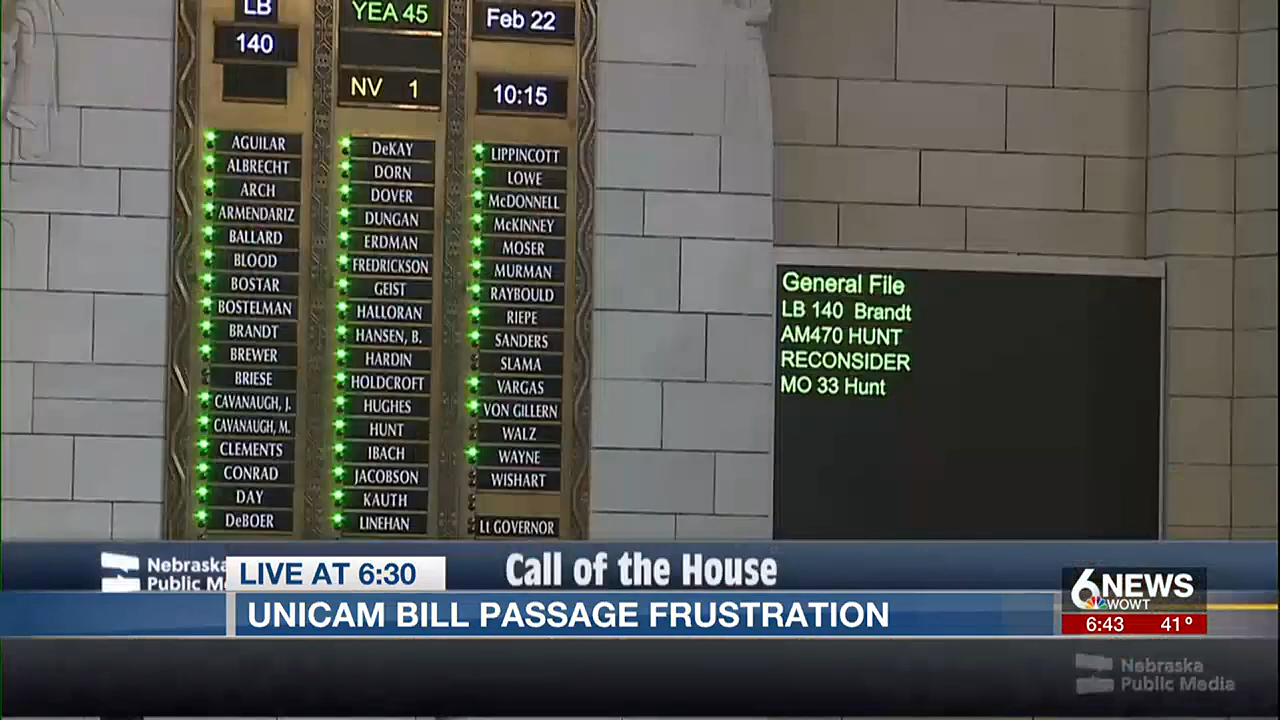 LB
140
YEA 45
NV 1
Feb 22
10:15
AGUILAR
ALBRECHT
ARCH
ARMENDARIZ
BALLARD
BLOOD
BOSTAR
BOSTELMAN
BRANDT
BREWER
BRIESE
CAVANAUGH, J.
CAVANAUGH, M.
CLEMENTS
CONRAD
DAY
DeBOER
DeKAY
DORN
DOVER
DUNGAN
ERDMAN
FREDRICKSON
GEIST
HALLORAN
HANSEN, B.
HARDIN
HOLDCROFT
HUGHES
HUNT
IBACH
JACOBSON
KAUTH
LINEHAN
LIPPINCOTT
LOWE
McDONNELL
McKINNEY
MOSER
MURMAN
RAYBOULD
RIEPE
SANDERS
SLAMA
VARGAS
VON GILLERN
WALZ
WAYNE
WISHART
Lt GOVERNOR
General File
LB 140 Brandt
AM470 HUNT
RECONSIDER
MO 33 Hunt
Nebraska
Public Me
LIVE AT 6:30
Call of the House
UNICAM BILL PASSAGE FRUSTRATION
6 NEWS
WOWT
6:43 41°
Nebraska
Public Media